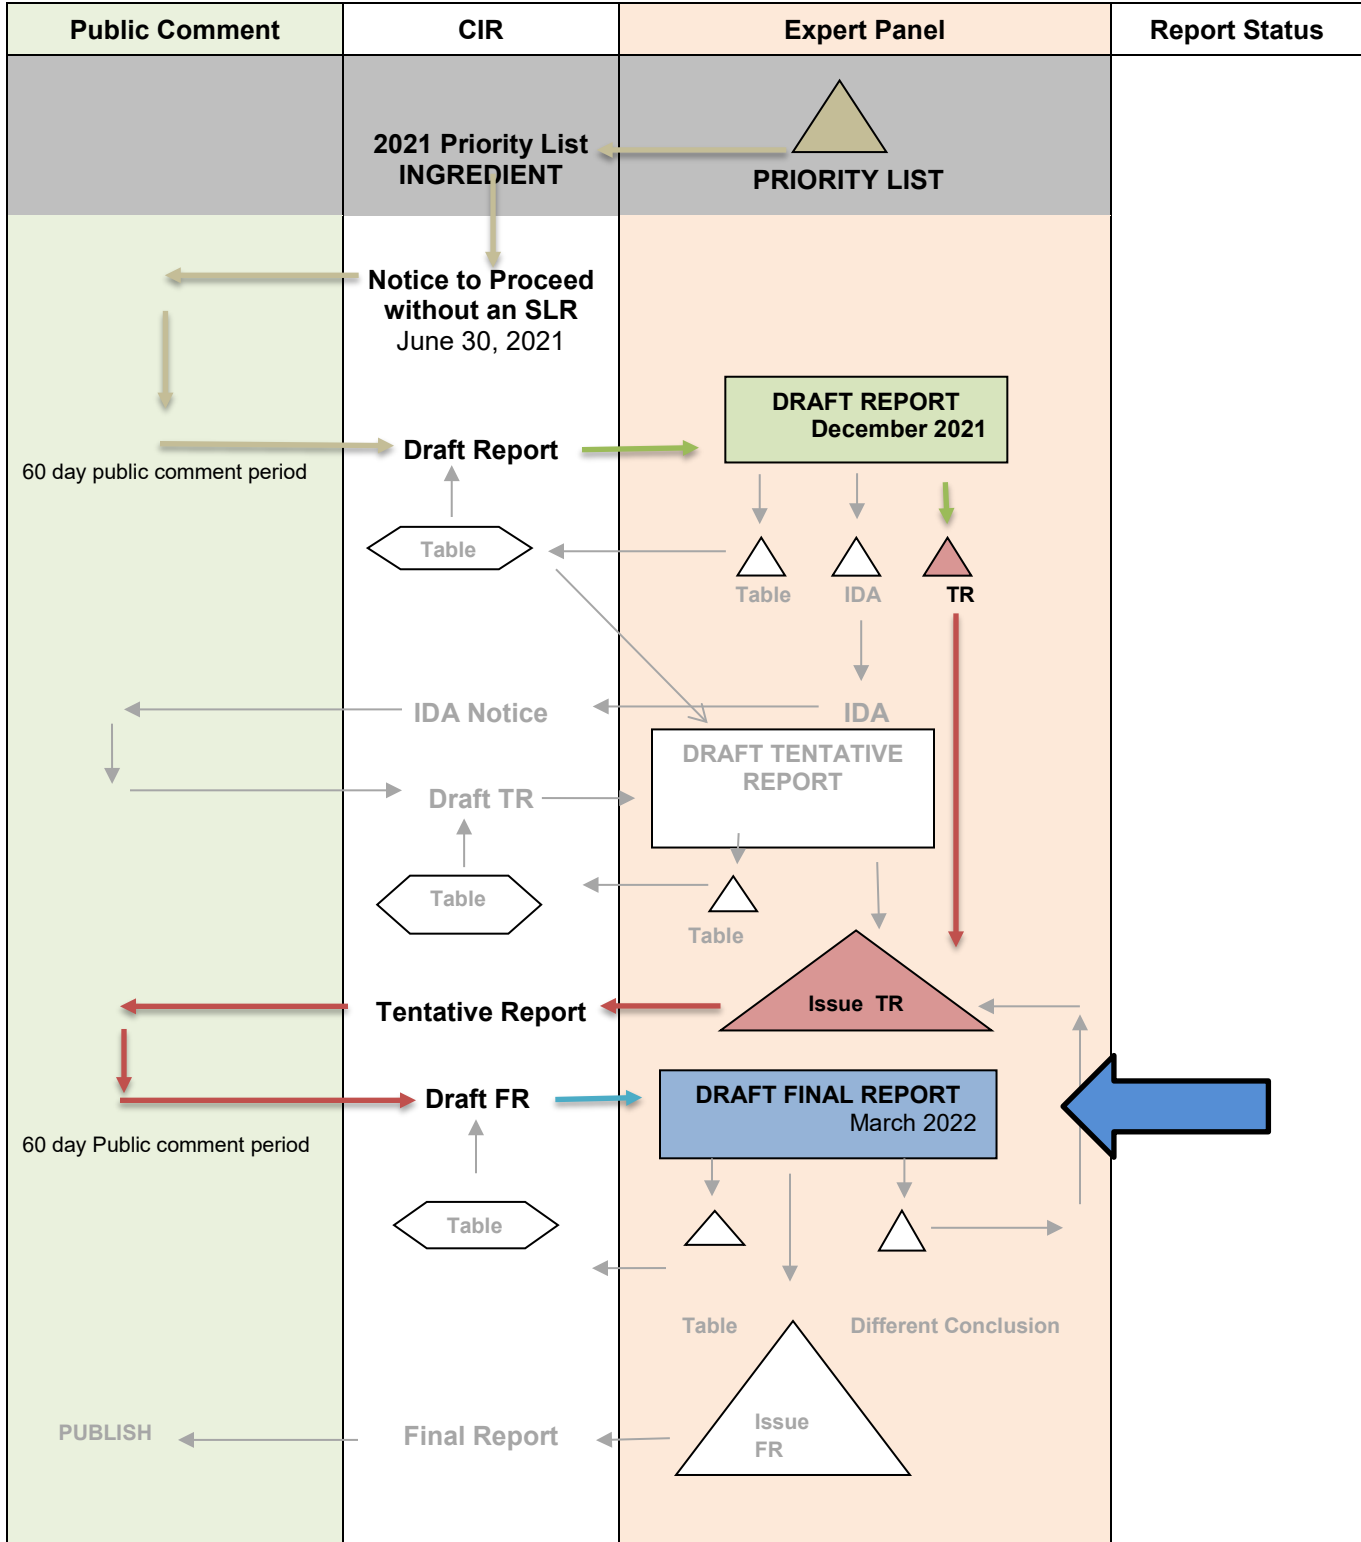 Public Comment
CIR
Expert Panel
Report Status
2021 Priority List
INGREDIENT
PRIORITY LIST
Notice to Proceed
without an SLR
June 30, 2021
DRAFT REPORT
December 2021
60 day public comment period
Draft Report
Table
Table
IDA
TR
IDA Notice
IDA
DRAFT TENTATIVE
REPORT
Draft TR
Table
Table
Tentative Report
Issue TR
Draft FR
DRAFT FINAL REPORT
March 2022
60 day Public comment period
Table
Table
Different Conclusion
PUBLISH
Final Report
Issue
FR